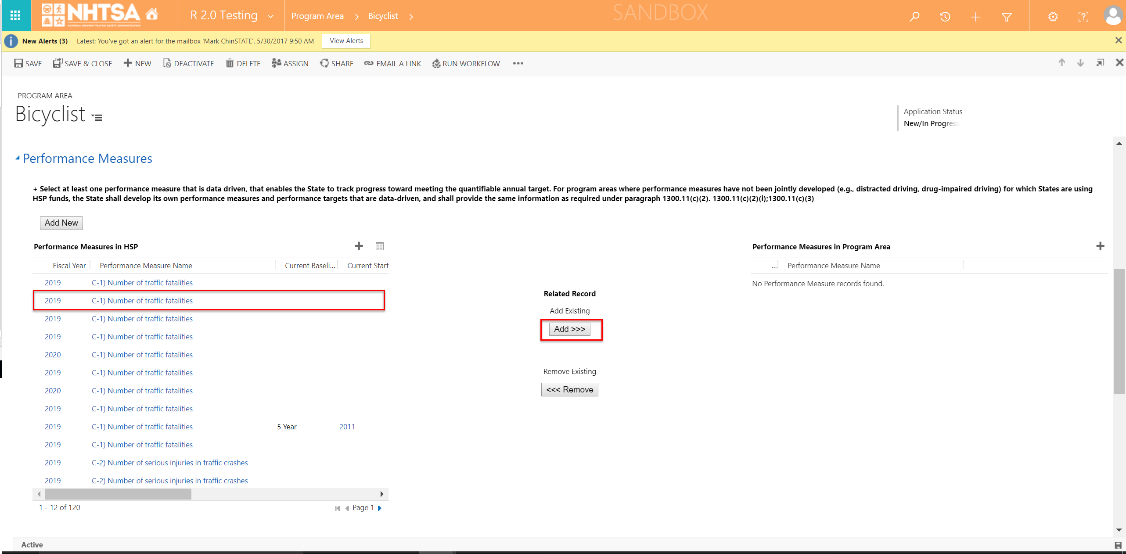 NHTSA R 2.0 Testing Program Area Bicyclist SANDBOX
New Alerts (3) Latest: You've got an alert for the mailbox 'Mark ChinSTATE'. 5/30/2017 9:50 AM View Alerts
SAVE SAVE & CLOSE NEW DEACTIVATE DELETE ASSIGN SHARE EMAIL A LINK RUN WORKFLOW
PROGRAM AREA
Bicyclist
Application Status
New/In Progress
Performance Measures
+ Select at least one performance measure that is data driven, that enables the State to track progress toward meeting the quantifiable annual target. For program areas where performance measures have not been jointly developed (e.g., distracted driving, drug-impaired driving) for which States are using
HSP funds, the State shall develop its own performance measures and performance targets that are data-driven, and shall provide the same information as required under paragraph 1300.11(c)(2). 1300.11(c)(2)(I);1300.11(c)(3)
Add New
Performance Measures in HSP
Fiscal Year Performance Measure Name Current Baseli... Current Start
2019 C-1) Number of traffic fatalities
2019 C-1) Number of traffic fatalities
2019 C-1) Number of traffic fatalities
2019 C-1) Number of traffic fatalities
2020 C-1) Number of traffic fatalities
2019 C-1) Number of traffic fatalities
2020 C-1) Number of traffic fatalities
2019 C-1) Number of traffic fatalities
2019 C-1) Number of traffic fatalities 5 Year 2011
2019 C-1) Number of traffic fatalities
2019 C-2) Number of serious injuries in traffic crashes
2019 C-2) Number of serious injuries in traffic crashes
1 - 12 of 120 Page 1
Related Record
Add Existing
Add >>>
Remove Existing
<<< Remove
Performance Measures in Program Area
... Performance Measure Name
No Performance Measure records found.
Active